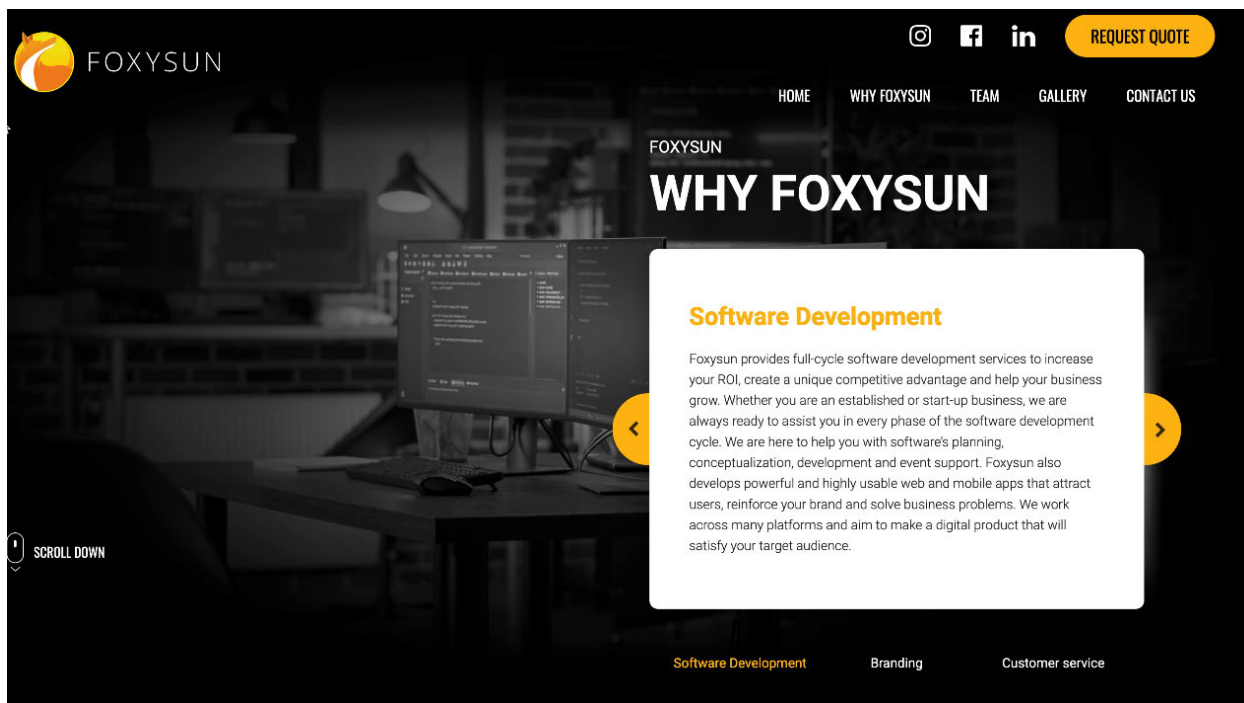 FOXYSUN
REQUEST QUOTE
HOME WHY FOXYSUN TEAM GALLERY CONTACT US
FOXYSUN
WHY FOXYSUN
Software Development
Foxysun provides full-cycle software development services to increase
your ROI, create a unique competitive advantage and help your business
grow. Whether you are an established or start-up business, we are
always ready to assist you in every phase of the software development
cycle. We are here to help you with software's planning,
conceptualization, development and event support. Foxysun also
develops powerful and highly usable web and mobile apps that attract
users, reinforce your brand and solve business problems. We work
across many platforms and aim to make a digital product that will
satisfy your target audience.
SCROLL DOWN
Software Development Branding Customer service